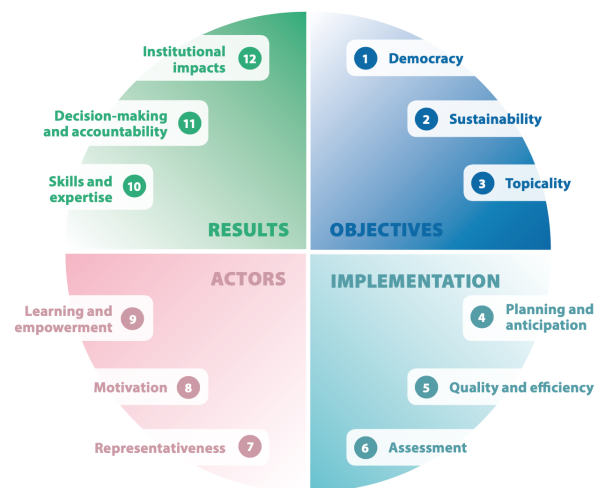 Institutional
impacts
12
1
Democracy
Decision-making
and accountability
11
2
Sustainability
Skills and
expertise
10
3
Topicality
RESULTS
OBJECTIVES
ACTORS
IMPLEMENTATION
Learning and
empowerment
9
4
Planning and
anticipation
Motivation
8
5
Quality and efficiency
Representativeness
7
6
Assessment